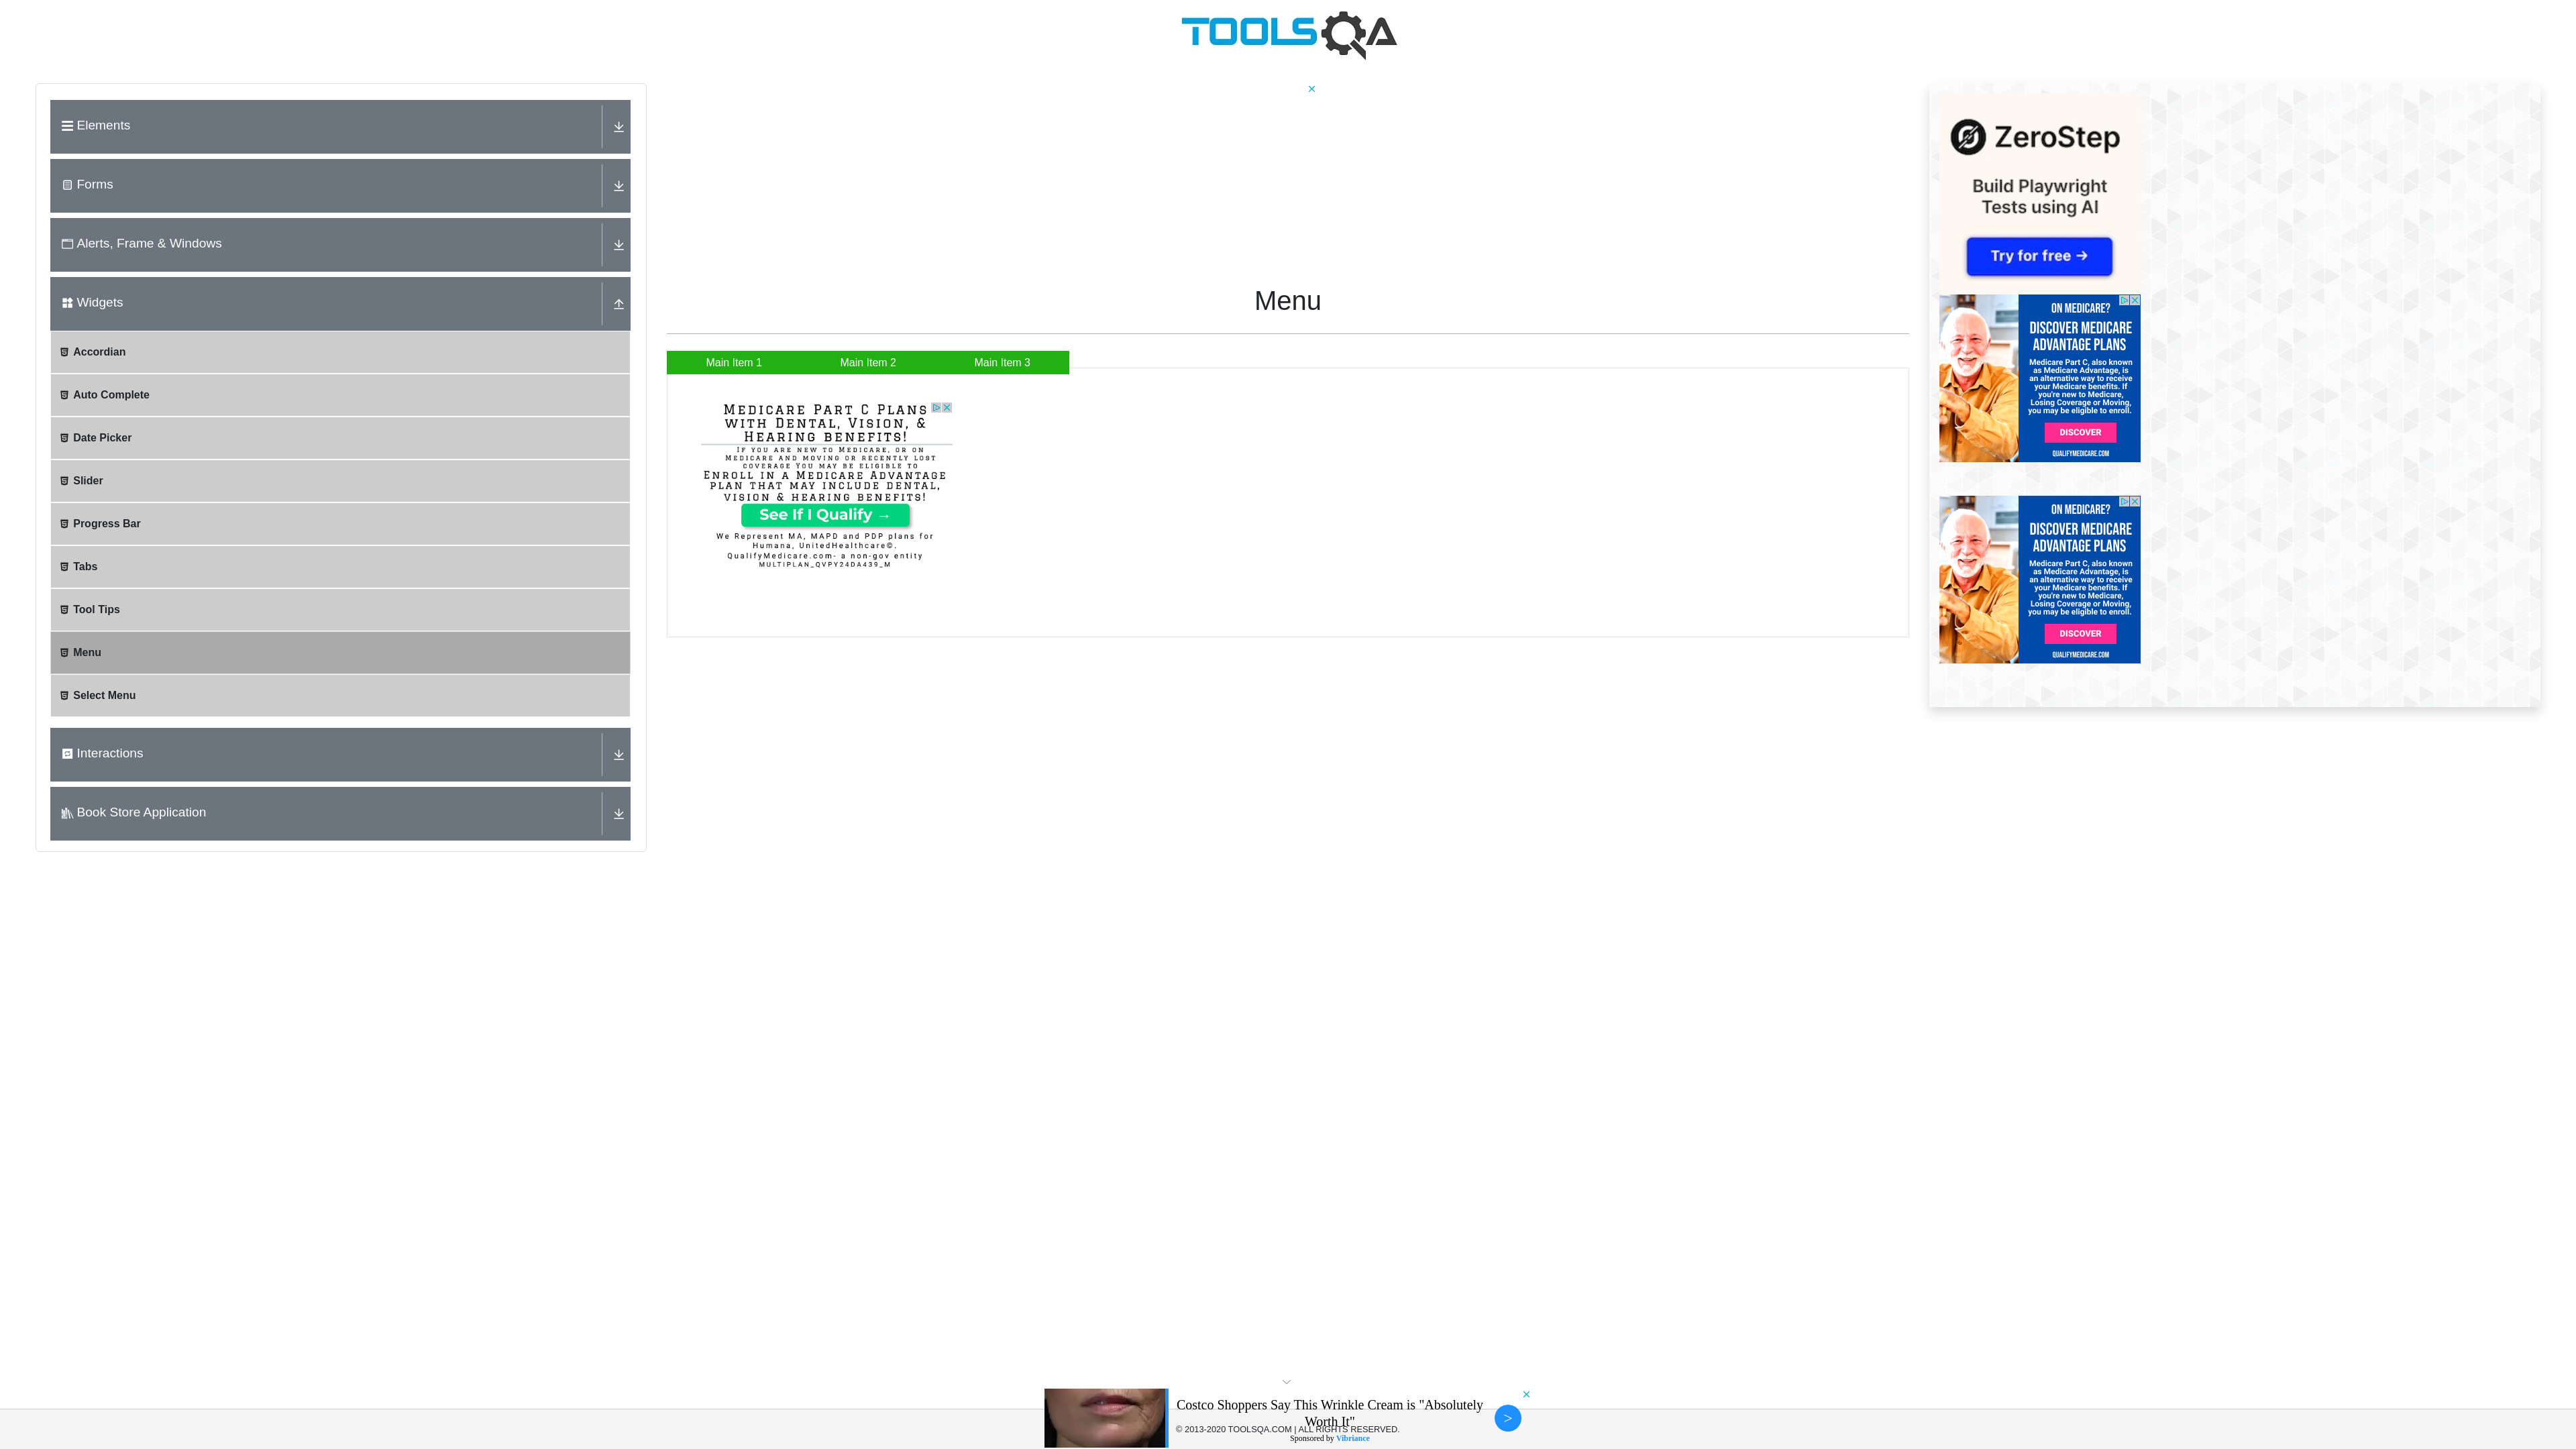 TOOLSQA
Elements
Forms
Alerts, Frame & Windows
Widgets
Accordian
Auto Complete
Date Picker
Slider
Progress Bar
Tabs
Tool Tips
Menu
Select Menu
Interactions
Book Store Application
Menu
Main Item 1
Main Item 2
Main Item 3
MEDICARE PART C PLANS
WITH DENTAL, VISION, &
HEARING BENEFITS!
IF YOU ARE NEW TO MEDICARE, OR ON
MEDICARE AND MOVING OR RECENTLY LOST
COVERAGE YOU MAY BE ELIGIBLE TO
ENROLL IN A MEDICARE ADVANTAGE
PLAN THAT MAY INCLUDE DENTAL,
VISION & HEARING BENEFITS!
See If I Qualify →
We Represent MA, MAPD and PDP plans for
Humana, UnitedHealthcare©.
QualifyMedicare.com- a non-gov entity
MULTIPLAN_QVPY24DA439_M
ZeroStep
Build Playwright
Tests using AI
Try for free →
ON MEDICARE?
DISCOVER MEDICARE
ADVANTAGE PLANS
Medicare Part C, also known
as Medicare Advantage, is
an alternative way to receive
your Medicare benefits. If
you're new to Medicare,
Losing Coverage or Moving,
you may be eligible to enroll.
DISCOVER
QUALIFYMEDICARE.COM
ON MEDICARE?
DISCOVER MEDICARE
ADVANTAGE PLANS
Medicare Part C, also known
as Medicare Advantage, is
an alternative way to receive
your Medicare benefits. If
you're new to Medicare,
Losing Coverage or Moving,
you may be eligible to enroll.
DISCOVER
QUALIFYMEDICARE.COM
Costco Shoppers Say This Wrinkle Cream is "Absolutely
Worth It"
© 2013-2020 TOOLSQA.COM | ALL RIGHTS RESERVED.
Sponsored by Vibriance